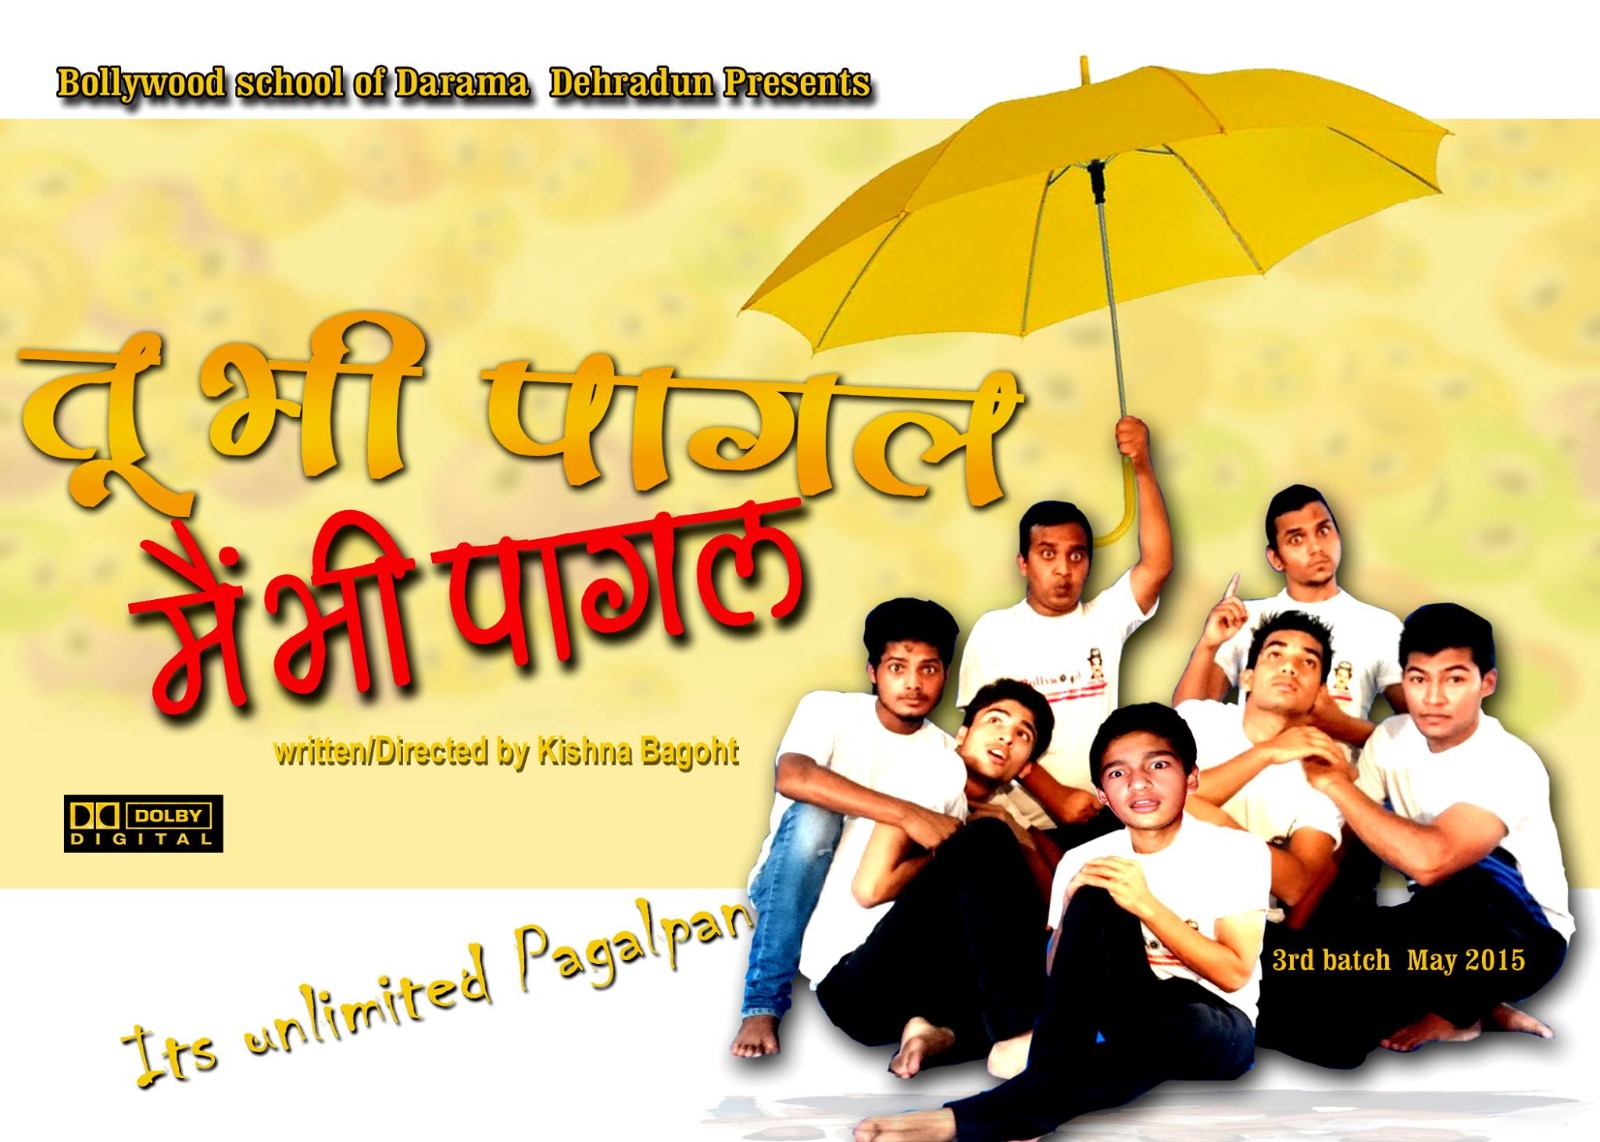 Bollywood school of Darama Dehradun Presents
तू भी पागल
मैं भी पागल
written/Directed by Kishna Bagoht
DOLBY
DIGITAL
Its unlimited Pagalpan
3rd batch May 2015